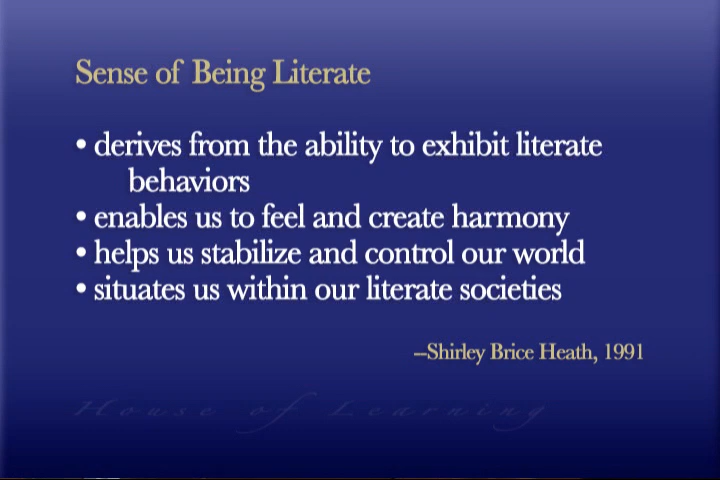 Sense of Being Literate
• derives from the ability to exhibit literate
behaviors
• enables us to feel and create harmony
• helps us stabilize and control our world
• situates us within our literate societies
–Shirley Brice Heath, 1991
House of Learning